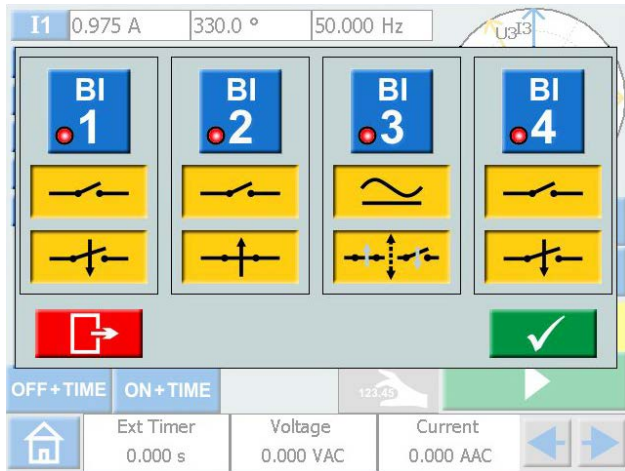 I1 0.975 A 330.0 ° 50.000 Hz
U3 I3
BI 1
BI 2
BI 3
BI 4
OFF+TIME ON+TIME 123.45
Ext Timer Voltage Current
0.000 s 0.000 VAC 0.000 AAC